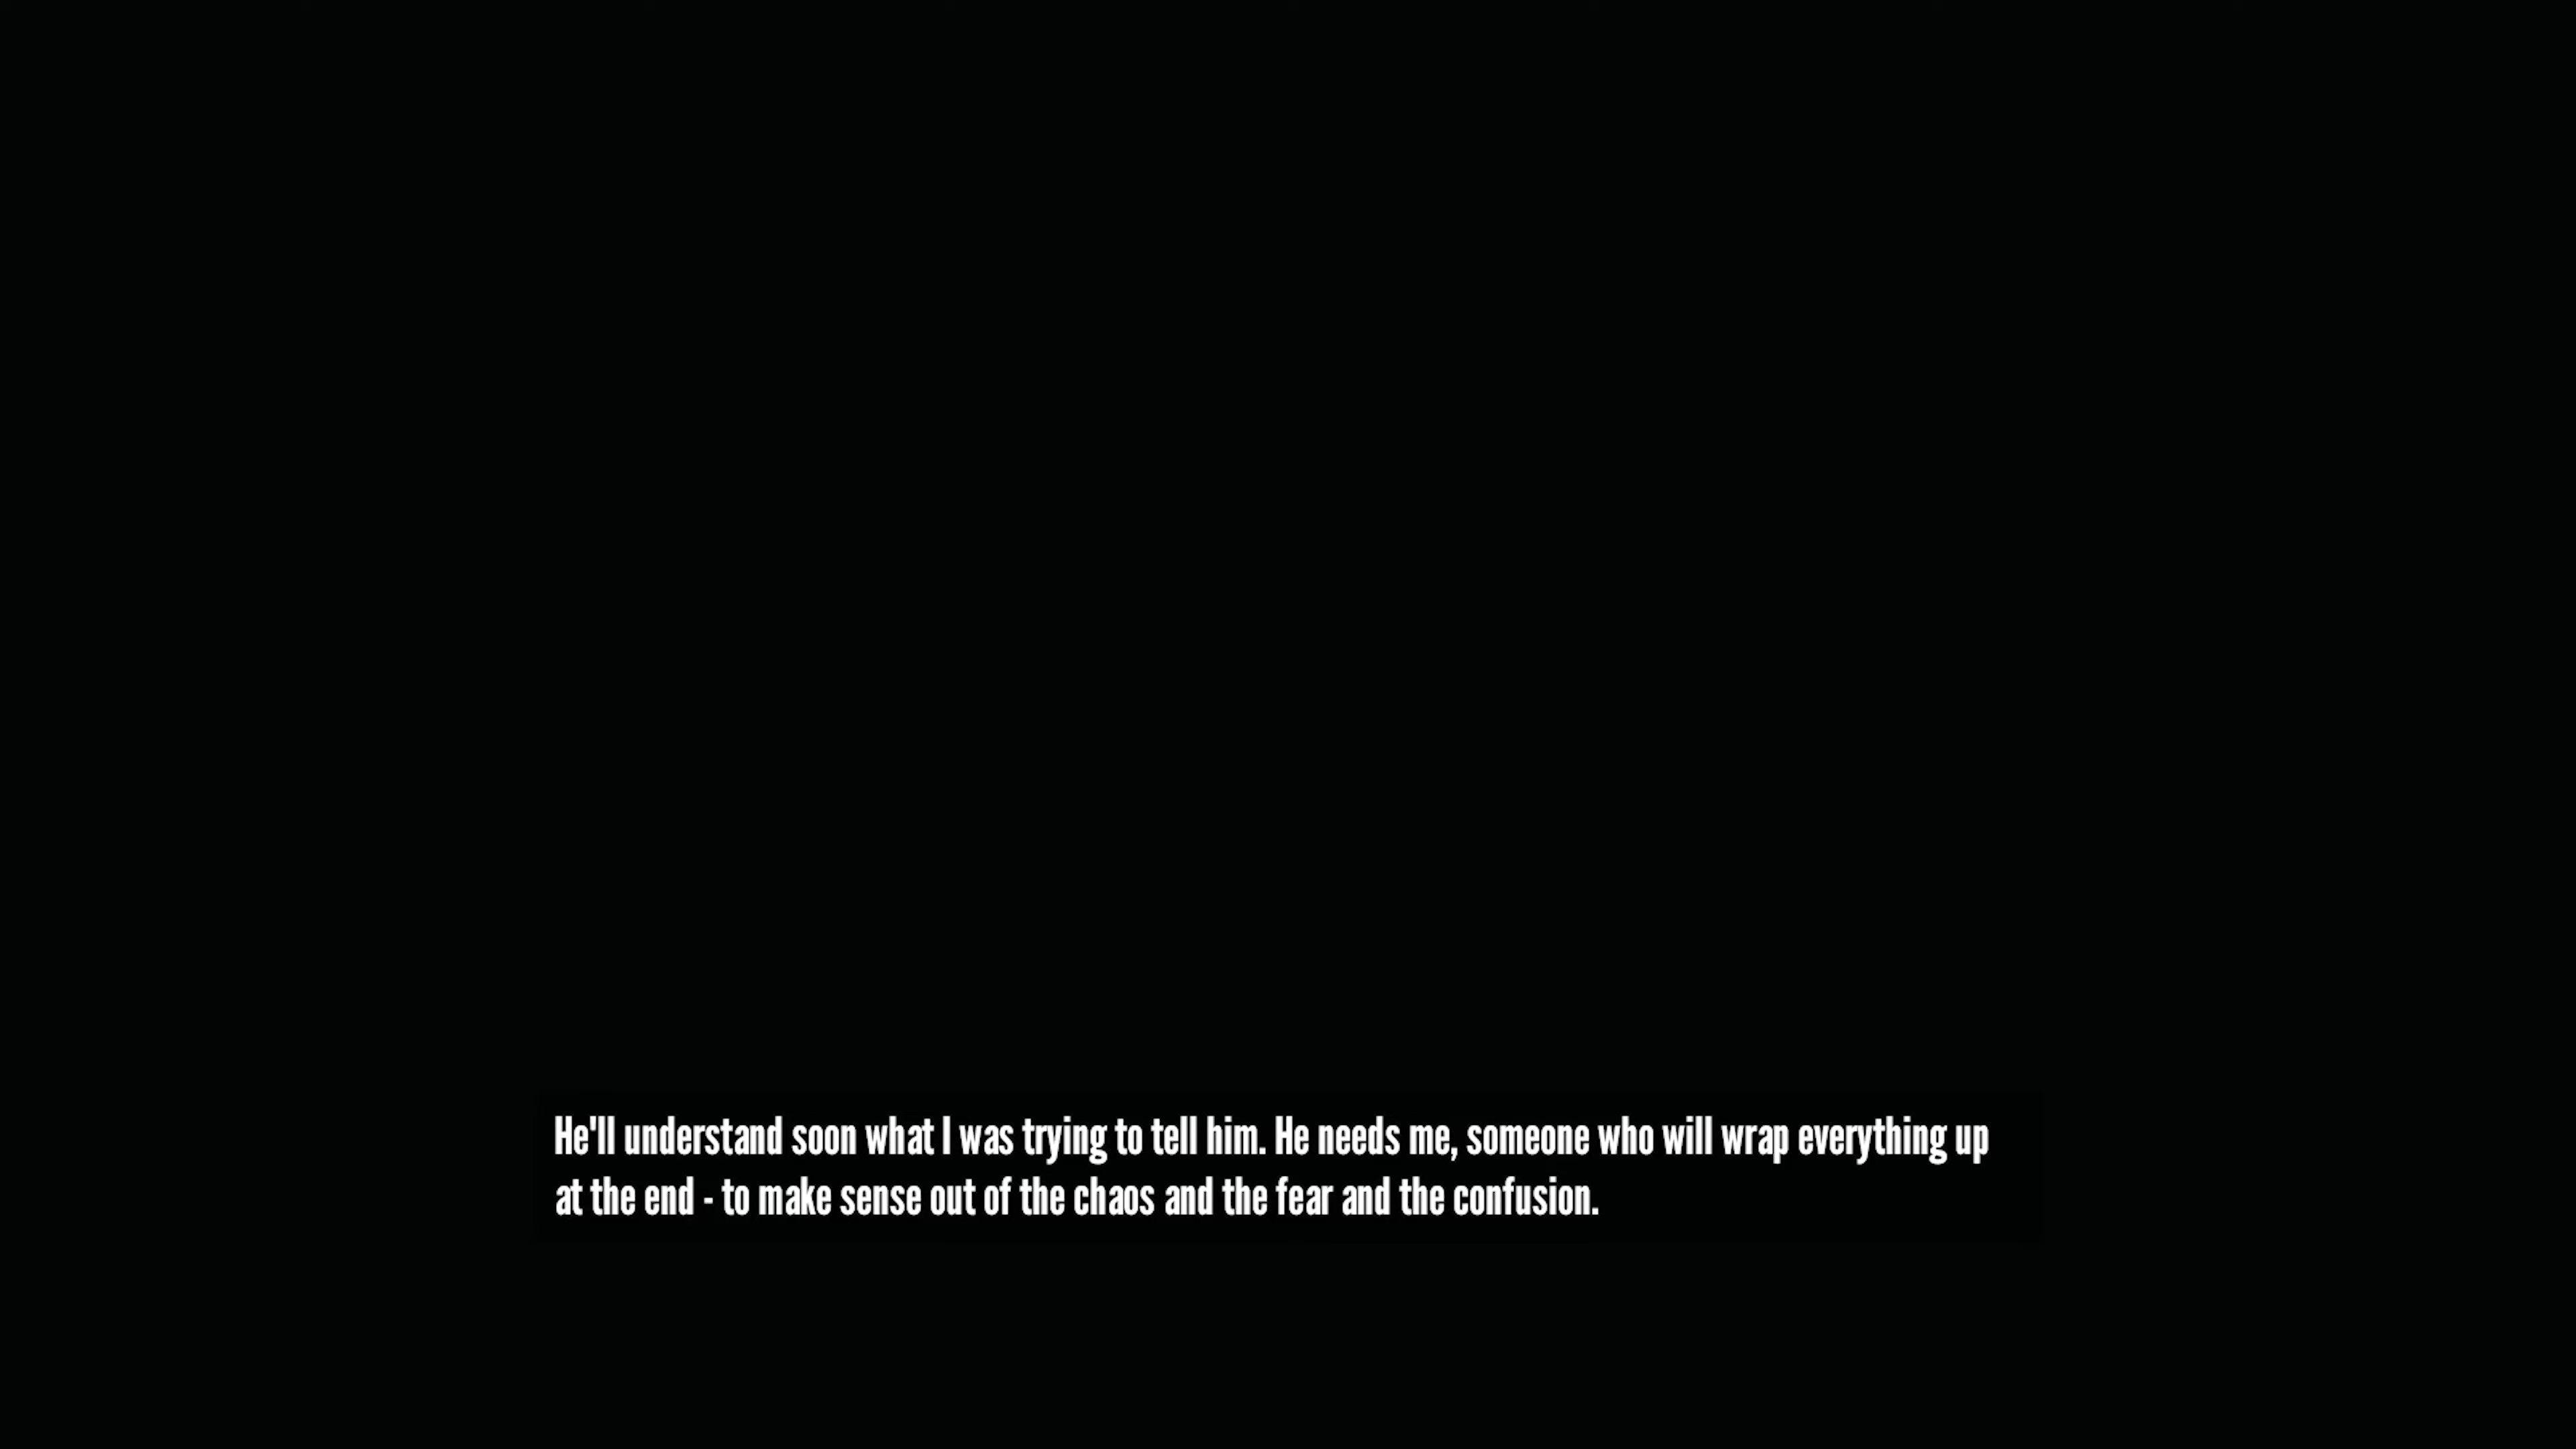 He'll understand soon what I was trying to tell him. He needs me, someone who will wrap everything up
at the end - to make sense out of the chaos and the fear and the confusion.